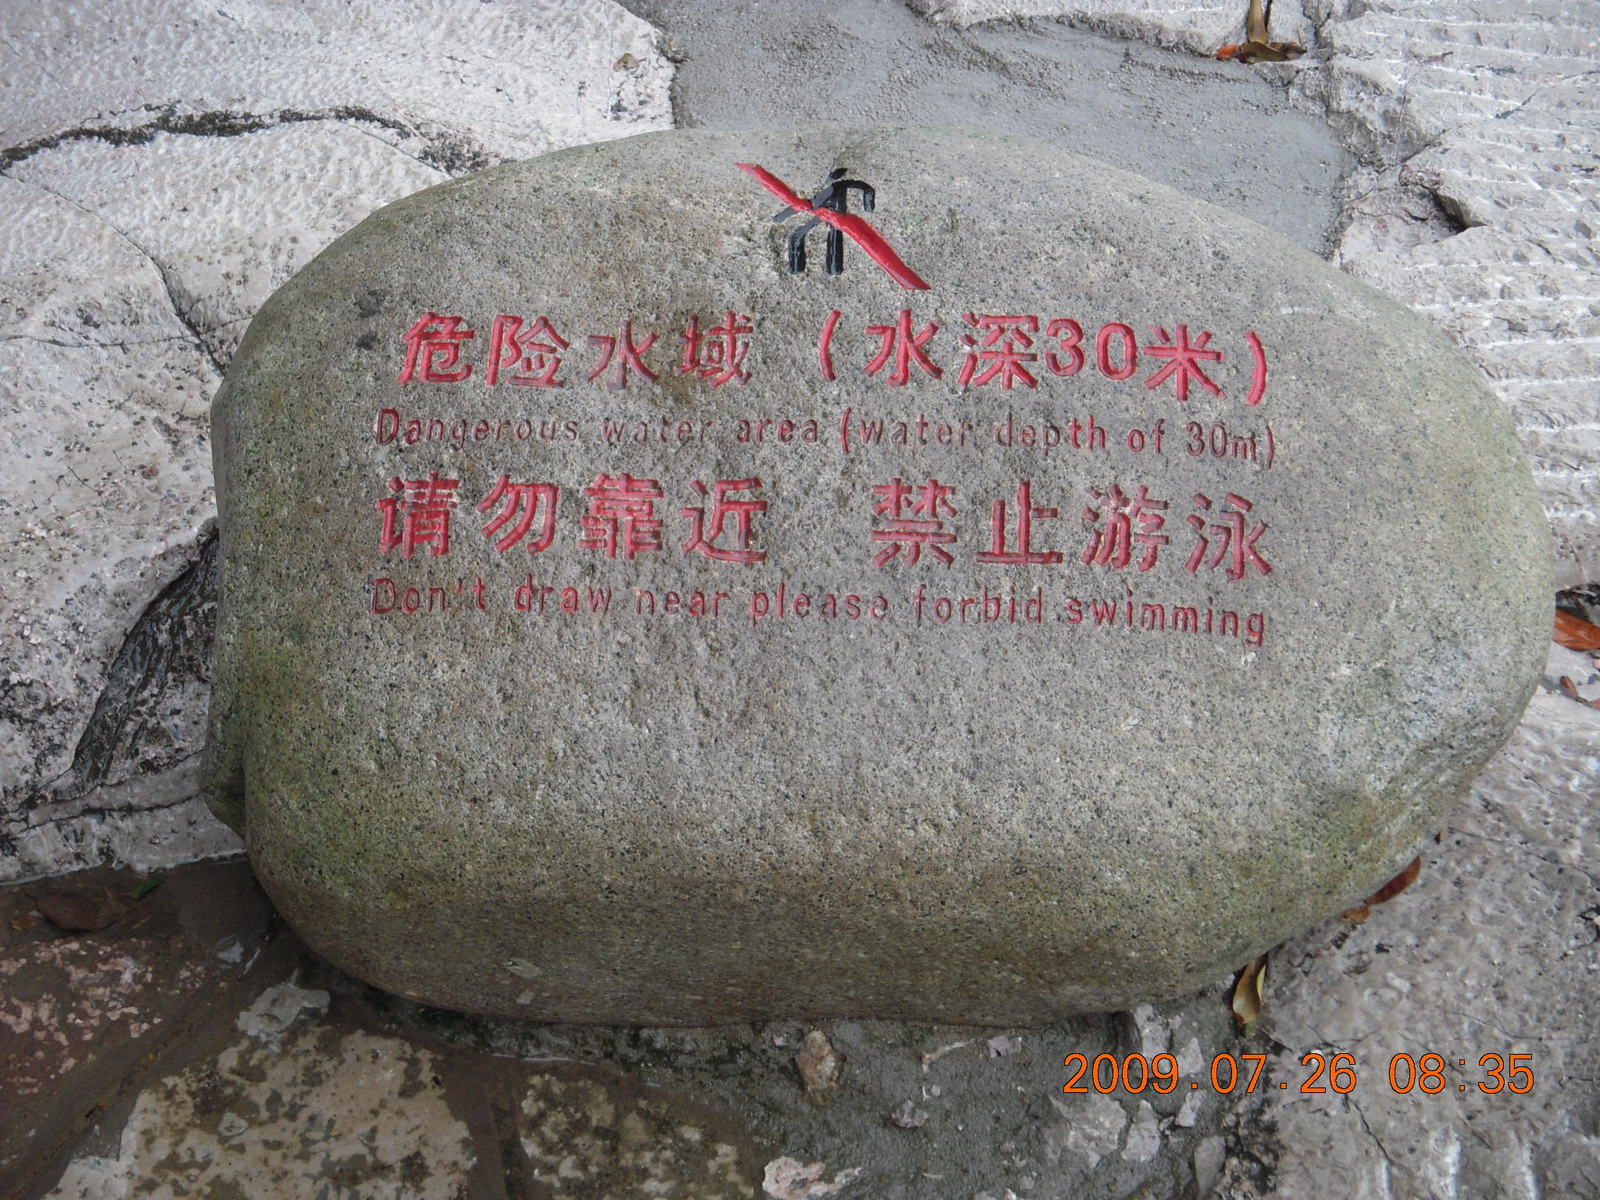 危险水域（水深30米）
Dangerous water area (water depth of 30m)
请勿靠近 禁止游泳
Don't draw near please forbid swimming
2009.07.26 08:35